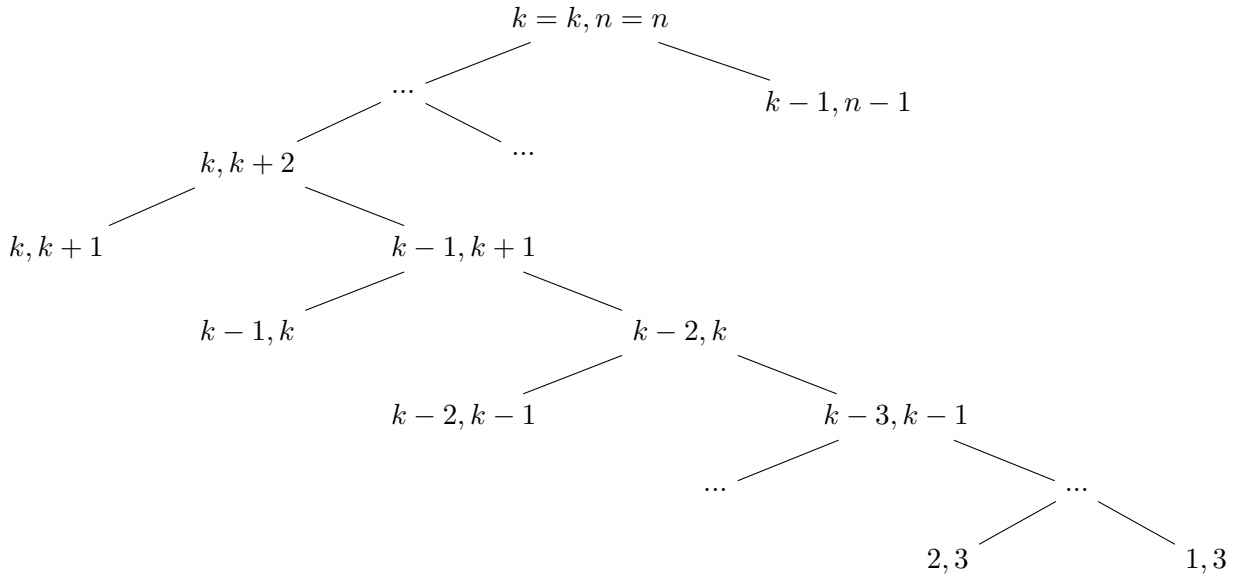 k = k, n = n
...
k − 1, n − 1
...
k, k + 2
k, k + 1
k − 1, k + 1
k − 1, k
k − 2, k
k − 2, k − 1
k − 3, k − 1
...
...
2, 3
1, 3